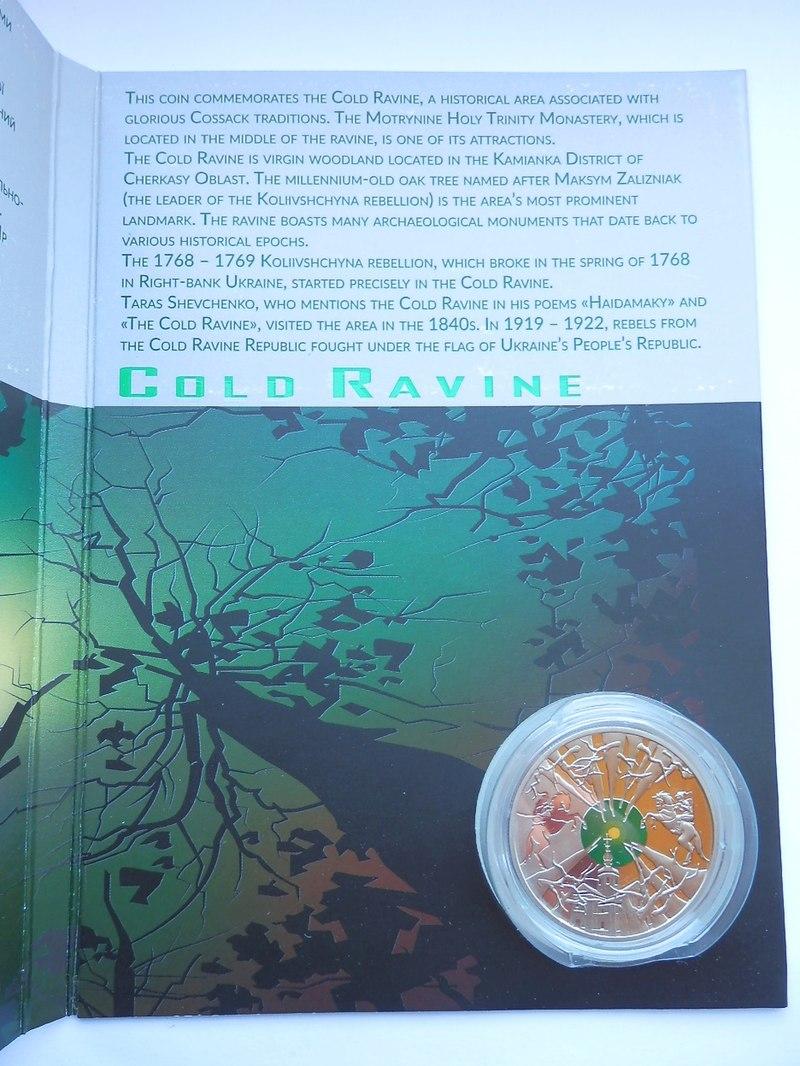 This coin commemorates the Cold Ravine, a historical area associated with
glorious Cossack traditions. The Motrynine Holy Trinity Monastery, which is
located in the middle of the ravine, is one of its attractions.
The Cold Ravine is virgin woodland located in the Kamianka District of
Cherkasy Oblast. The millennium-old oak tree named after Maksym Zalizniak
(the leader of the Koliivshchyna rebellion) is the area's most prominent
landmark. The ravine boasts many archaeological monuments that date back to
various historical epochs.
The 1768 – 1769 Koliivshchyna rebellion, which broke in the spring of 1768
in Right-bank Ukraine, started precisely in the Cold Ravine.
Taras Shevchenko, who mentions the Cold Ravine in his poems «Haidamaky» and
«The Cold Ravine», visited the area in the 1840s. In 1919 – 1922, rebels from
the Cold Ravine Republic fought under the flag of Ukraine's People's Republic.
Cold Ravine